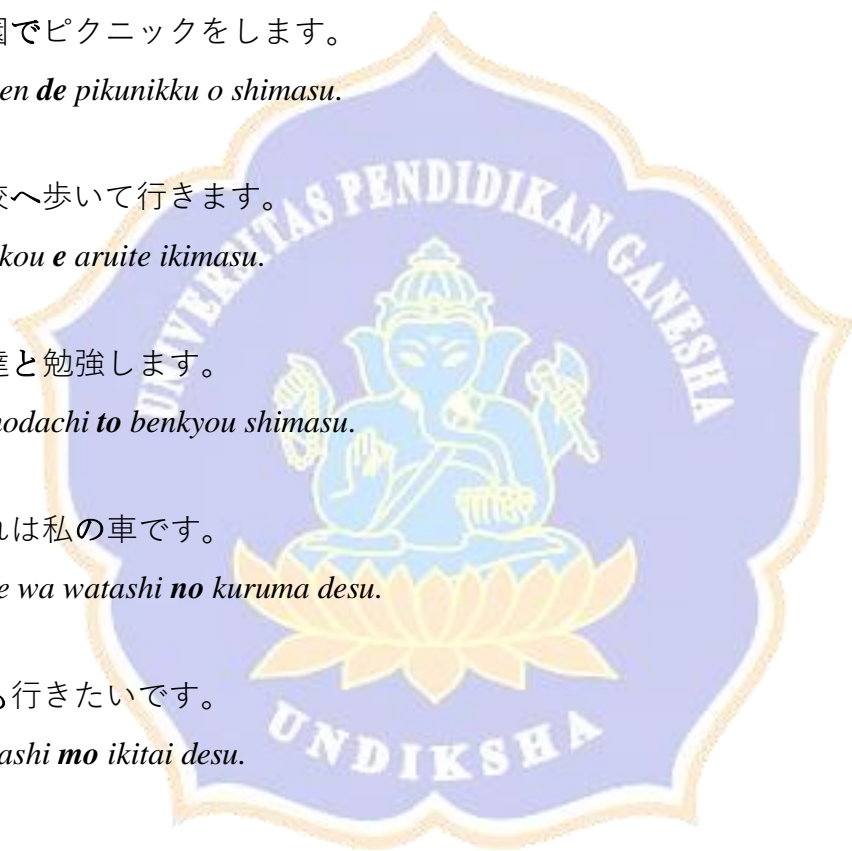 園でピクニックをします。
en de pikunikku o shimasu.
校へ歩いて行きます。
kou e aruite ikimasu.
達と勉強します。
odachi to benkyou shimasu.
は私の車です。
e wa watashi no kuruma desu.
行きたいです。
ashi mo ikitai desu.
UNIVERSITAS PENDIDIKAN GANESHA
UNDIKSHA